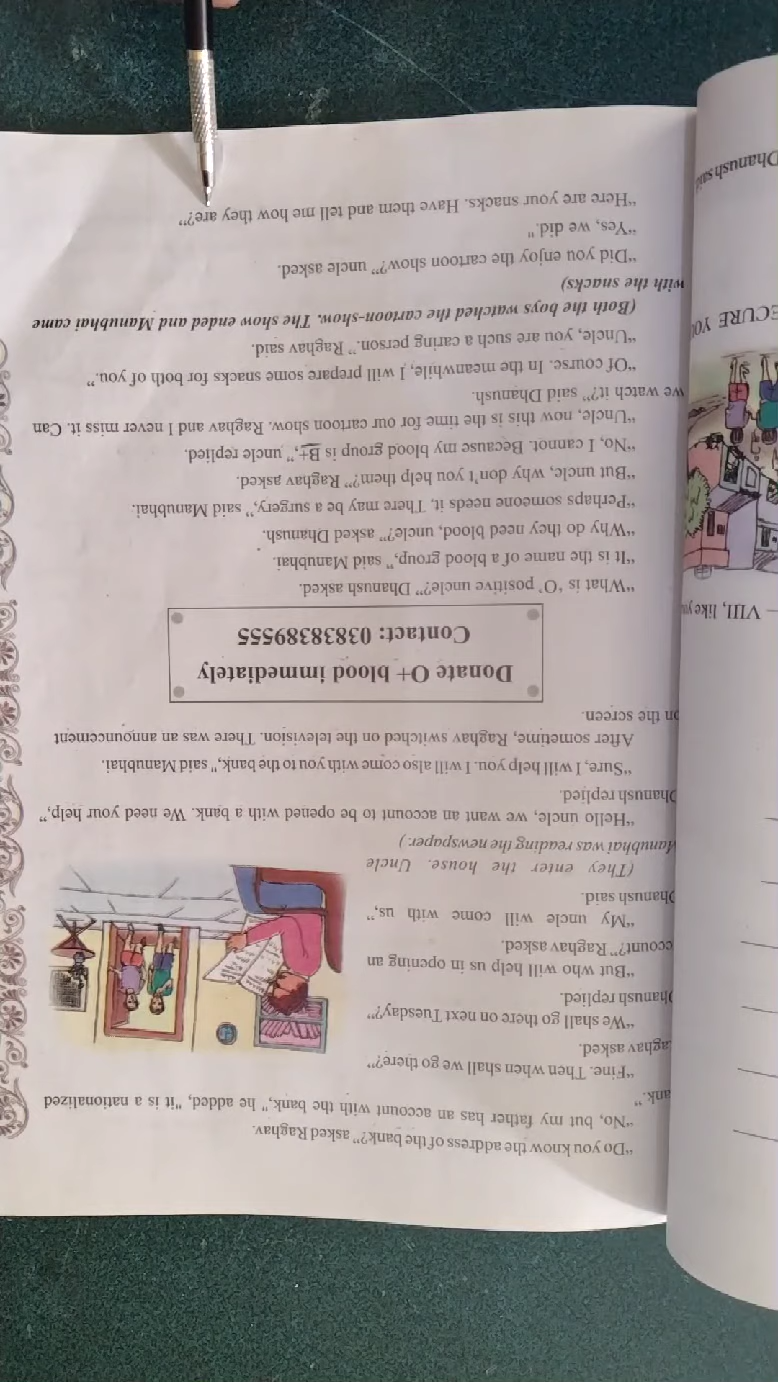 "Do you know the address of the bank?" asked Raghav.
"No, but my father has an account with the bank," he added, "it is a nationalized
ank."
"Fine. Then when shall we go there?"
aghav asked.
"We shall go there on next Tuesday?"
Dhanush replied.
"But who will help us in opening an
ccount?" Raghav asked.
"My uncle will come with us,"
Dhanush said.
(They enter the house. Uncle
Manubhai was reading the newspaper.)
"Hello uncle, we want an account to be opened with a bank. We need your help,"
Dhanush replied.
"Sure, I will help you. I will also come with you to the bank," said Manubhai.
After sometime, Raghav switched on the television. There was an announcement
on the screen.
Donate O+ blood immediately
Contact: 03838389555
"What is 'O' positive uncle?" Dhanush asked.
"It is the name of a blood group," said Manubhai.
"Why do they need blood, uncle?" asked Dhanush.
"Perhaps someone needs it, There may be a surgery," said Manubhai.
"But uncle, why don't you help them?" Raghav asked.
"No, I cannot. Because my blood group is B+," uncle replied.
"Uncle, now this is the time for our cartoon show. Raghav and I never miss it. Can
we watch it?" said Dhanush.
"Of course. In the meanwhile, I will prepare some snacks for both of you."
"Uncle, you are such a caring person." Raghav said.
(Both the boys watched the cartoon-show. The show ended and Manubhai came
with the snacks)
"Did you enjoy the cartoon show?" uncle asked.
"Yes, we did."
"Here are your snacks. Have them and tell me how they are?"
– VIII, like you
ECURE YOU
Dhanush said